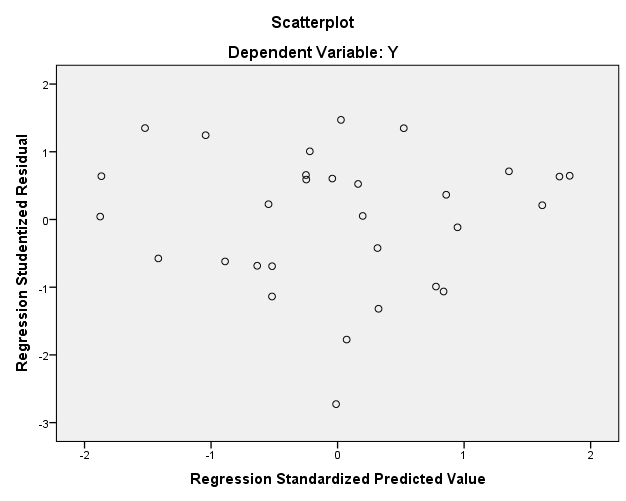 Scatterplot
Dependent Variable: Y
Regression Studentized Residual
2
1
0
-1
-2
-3
-2
-1
0
1
2
Regression Standardized Predicted Value